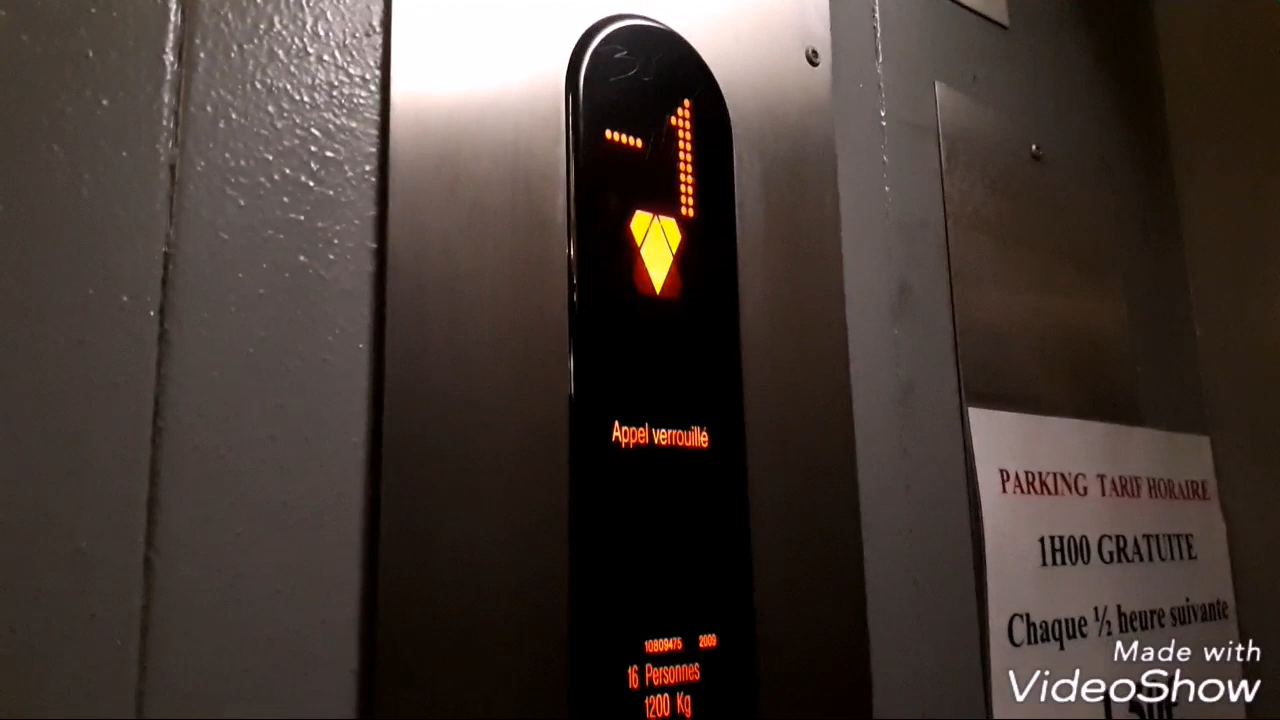 -1
Appel verrouillé
10809475 2009
16 Personnes
1200 Kg
PARKING TARIF HORAIRE
1H00 GRATUITE
Chaque ½ heure suivante
Made with
VideoShow